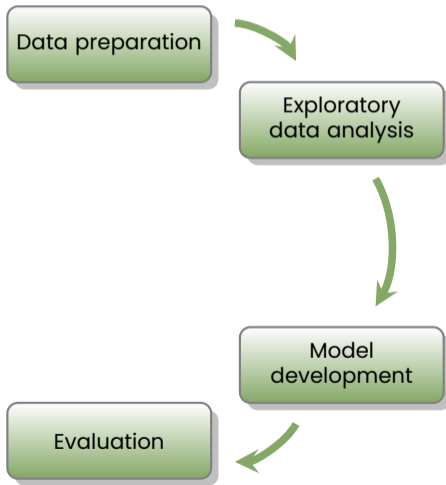 Data preparation
Exploratory
data analysis
Model
development
Evaluation